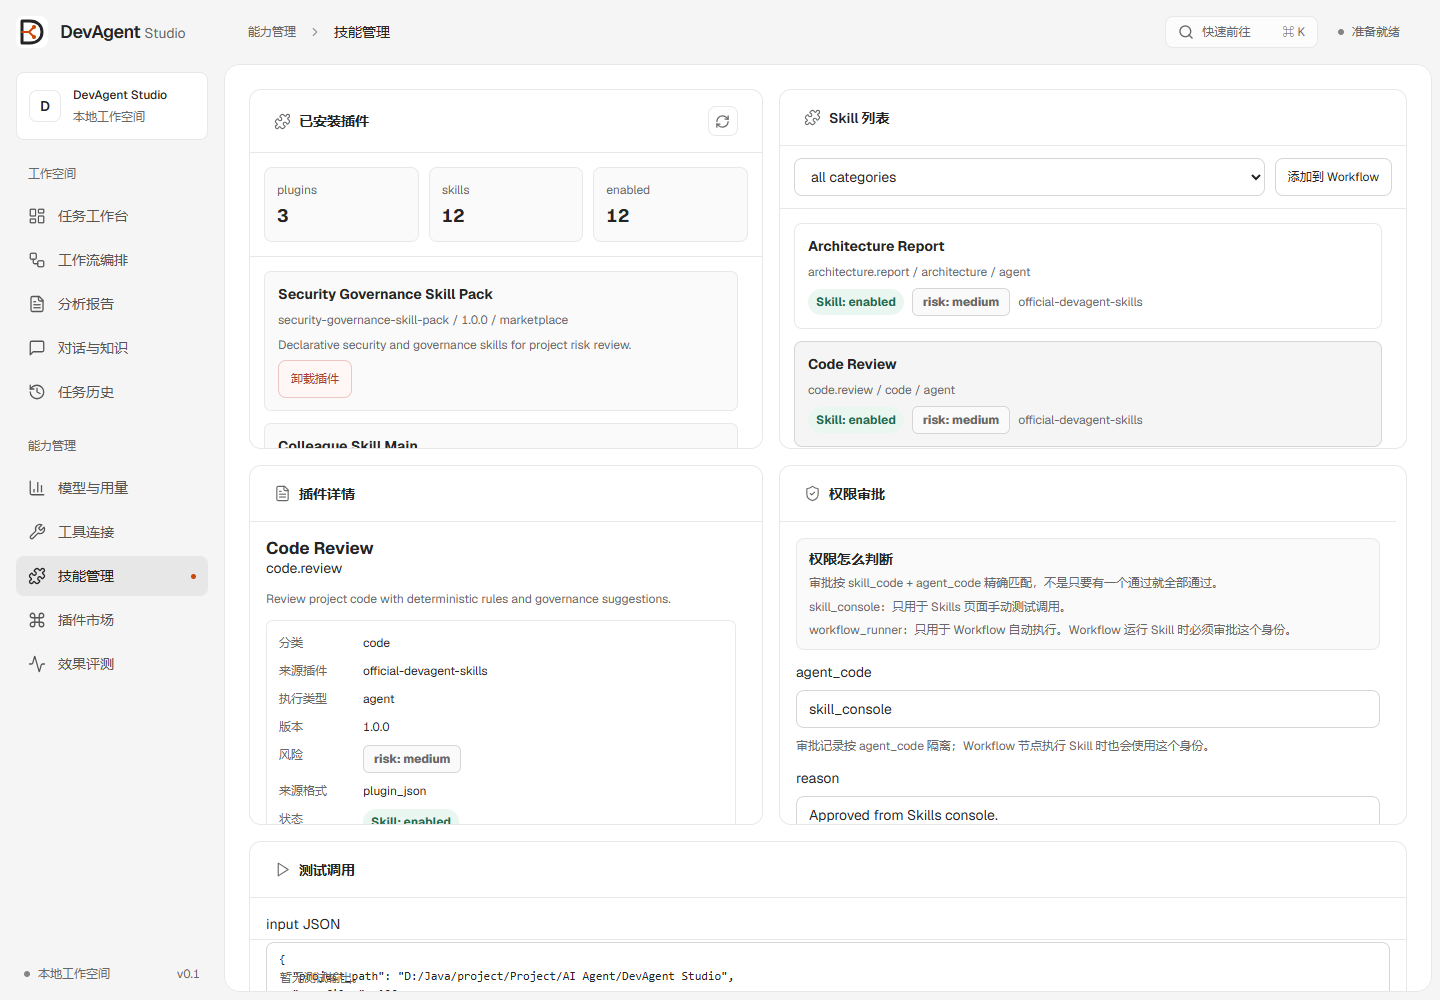 DevAgent Studio
能力管理 > 技能管理
快速前往 ⌘ K
准备就绪
D
DevAgent Studio
本地工作空间
工作空间
任务工作台
工作流编排
分析报告
对话与知识
任务历史
能力管理
模型与用量
工具连接
技能管理
插件市场
效果评测
本地工作空间 v0.1
已安装插件
plugins
3
skills
12
enabled
12
Security Governance Skill Pack
security-governance-skill-pack / 1.0.0 / marketplace
Declarative security and governance skills for project risk review.
卸载插件
Colleague Skill Main
Skill 列表
all categories
添加到 Workflow
Architecture Report
architecture.report / architecture / agent
Skill: enabled risk: medium official-devagent-skills
Code Review
code.review / code / agent
Skill: enabled risk: medium official-devagent-skills
插件详情
Code Review
code.review
Review project code with deterministic rules and governance suggestions.
分类 code
来源插件 official-devagent-skills
执行类型 agent
版本 1.0.0
风险 risk: medium
来源格式 plugin_json
状态 Skill: enabled
权限审批
权限怎么判断
审批按 skill_code + agent_code 精确匹配，不是只要有一个通过就全部通过。
skill_console：只用于 Skills 页面手动测试调用。
workflow_runner：只用于 Workflow 自动执行。Workflow 运行 Skill 时必须审批这个身份。
agent_code
skill_console
审批记录按 agent_code 隔离；Workflow 节点执行 Skill 时也会使用这个身份。
reason
Approved from Skills console.
测试调用
input JSON
{
"project_path": "D:/Java/project/Project/AI Agent/DevAgent Studio",